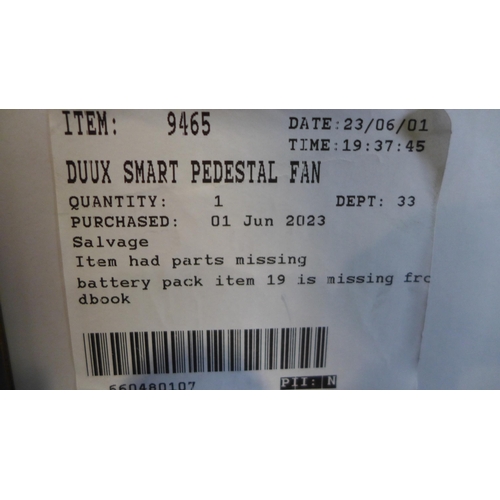 ITEM: 9465 DATE:23/06/01
TIME:19:37:45
DUUX SMART PEDESTAL FAN
QUANTITY: 1 DEPT: 33
PURCHASED: 01 Jun 2023
Salvage
Item had parts missing
battery pack item 19 is missing fro
dbook
660480107 PII: N